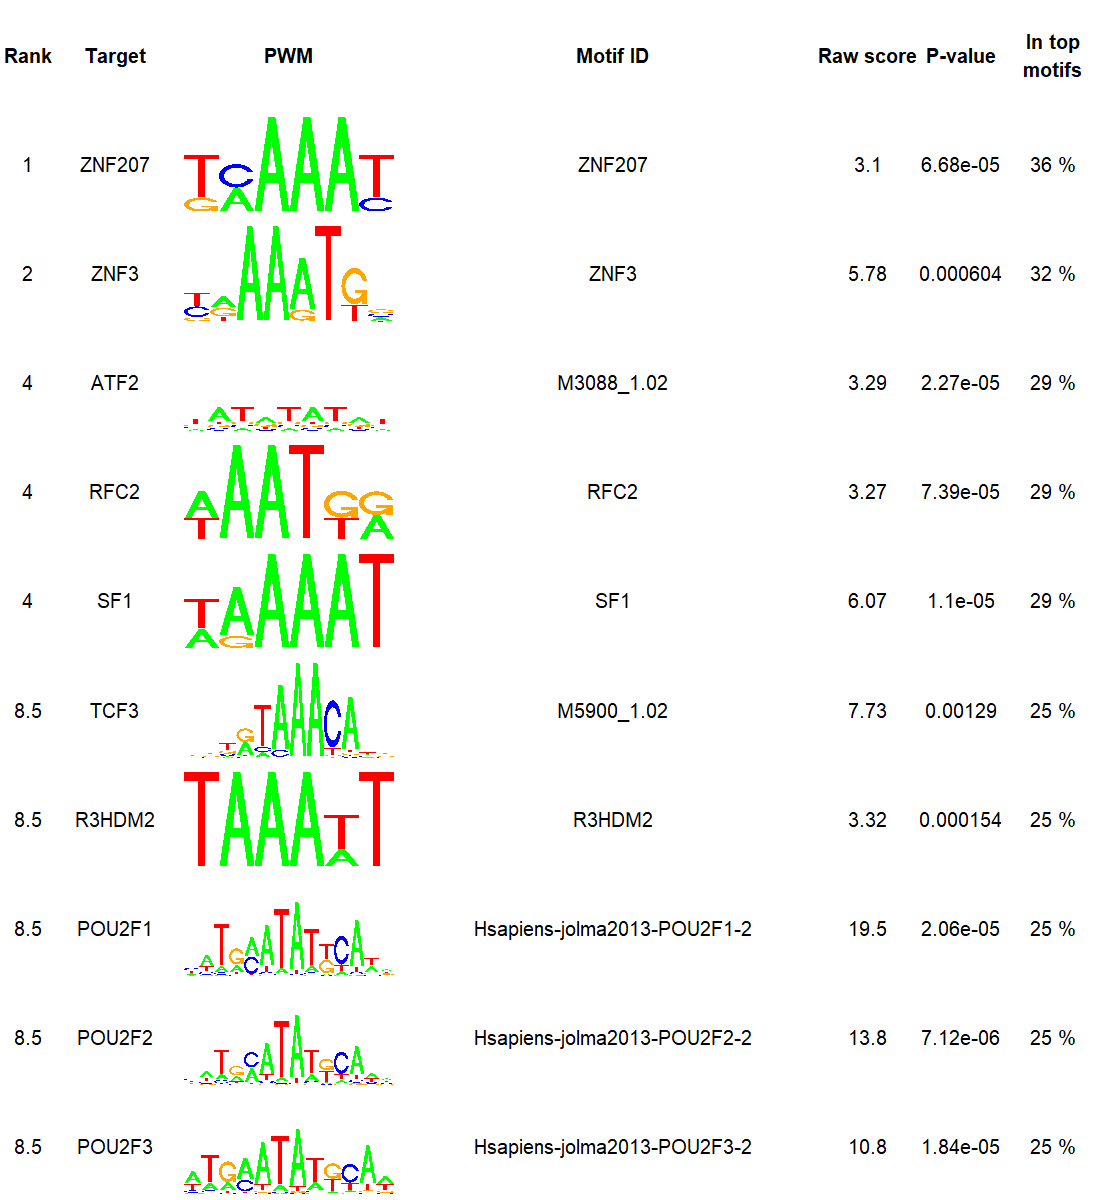 Rank Target PWM Motif ID Raw score P-value In top motifs
1 ZNF207 ZNF207 3.1 6.68e-05 36 %
2 ZNF3 ZNF3 5.78 0.000604 32 %
4 ATF2 M3088_1.02 3.29 2.27e-05 29 %
4 RFC2 RFC2 3.27 7.39e-05 29 %
4 SF1 SF1 6.07 1.1e-05 29 %
8.5 TCF3 M5900_1.02 7.73 0.00129 25 %
8.5 R3HDM2 R3HDM2 3.32 0.000154 25 %
8.5 POU2F1 Hsapiens-jolma2013-POU2F1-2 19.5 2.06e-05 25 %
8.5 POU2F2 Hsapiens-jolma2013-POU2F2-2 13.8 7.12e-06 25 %
8.5 POU2F3 Hsapiens-jolma2013-POU2F3-2 10.8 1.84e-05 25 %